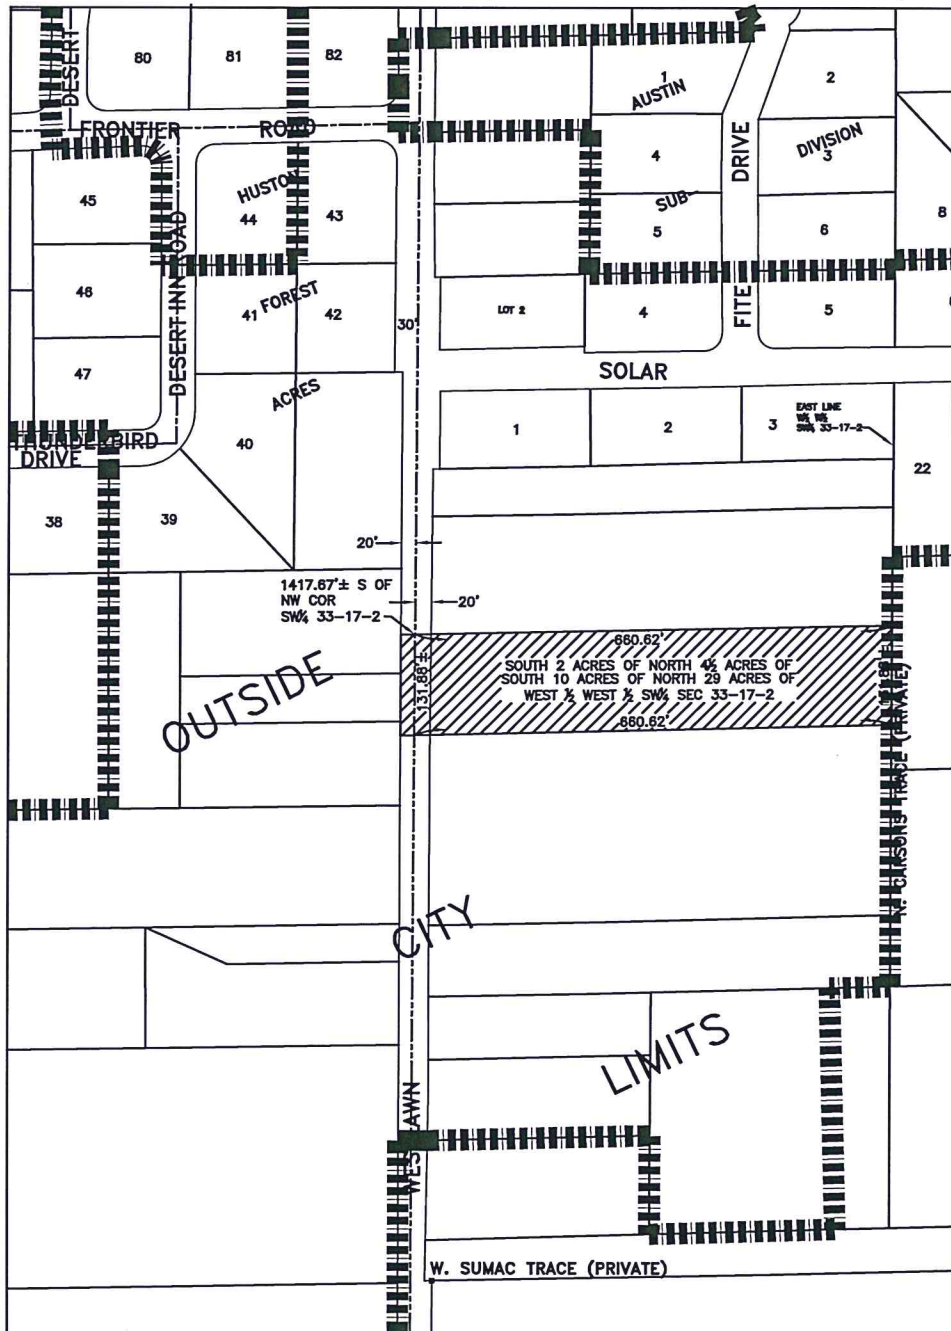 DESERT
80
81
82
FRONTIER ROAD
1
AUSTIN
2
DRIVE
DIVISION
3
4
45
HUSTON
44
43
SUB-
5
6
8
DESERT INN ROAD
46
FOREST
41
42
30'
LOT 2
4
FITE
5
47
SOLAR
ACRES
THUNDERBIRD
DRIVE
40
1
2
3
EAST LINE
W½ W½
SW¼ 33-17-2
22
38
39
20'
1417.67'± S OF
NW COR
SW¼ 33-17-2
20'
660.62'
131.88'±
SOUTH 2 ACRES OF NORTH 4½ ACRES OF
SOUTH 10 ACRES OF NORTH 29 ACRES OF
WEST ½ WEST ½ SW¼ SEC 33-17-2
660.62'
OUTSIDE
N. CARSONS TRACE (PRIVATE)
CITY
LIMITS
W. SUMAC TRACE (PRIVATE)